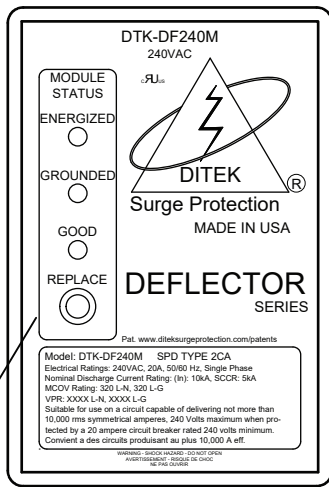 DTK-DF240M
240VAC
cRUus
MODULE
STATUS
ENERGIZED
GROUNDED
GOOD
REPLACE
DITEK
®
Surge Protection
MADE IN USA
DEFLECTOR
SERIES
Pat. www.diteksurgeprotection.com/patents
Model: DTK-DF240M SPD TYPE 2CA
Electrical Ratings: 240VAC, 20A, 50/60 Hz, Single Phase
Nominal Discharge Current Rating: (In): 10kA, SCCR: 5kA
MCOV Rating: 320 L-N, 320 L-G
VPR: XXXX L-N, XXXX L-G
Suitable for use on a circuit capable of delivering not more than
10,000 rms symmetrical amperes, 240 Volts maximum when pro-
tected by a 20 ampere circuit breaker rated 240 volts minimum.
Convient a des circuits produisant au plus 10,000 A eff.
WARNING - SHOCK HAZARD - DO NOT OPEN
AVERTISSEMENT - RISQUE DE CHOC
NE PAS OUVRIR